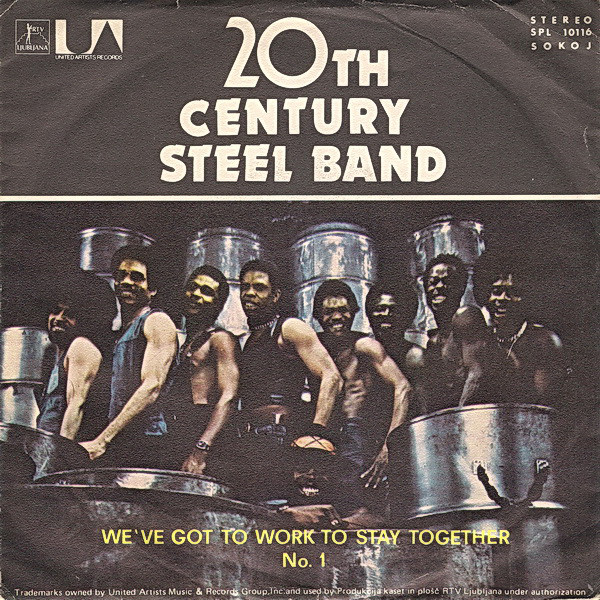 RTV
LJUBLJANA
UA
UNITED ARTISTS RECORDS
20TH
CENTURY
STEEL BAND
STEREO
SPL 10116
SOKOJ
WE'VE GOT TO WORK TO STAY TOGETHER
No. 1
Trademarks owned by United Artists Music & Records Group, Inc. and used by Produkcija kaset in plošč RTV Ljubljana under authorization